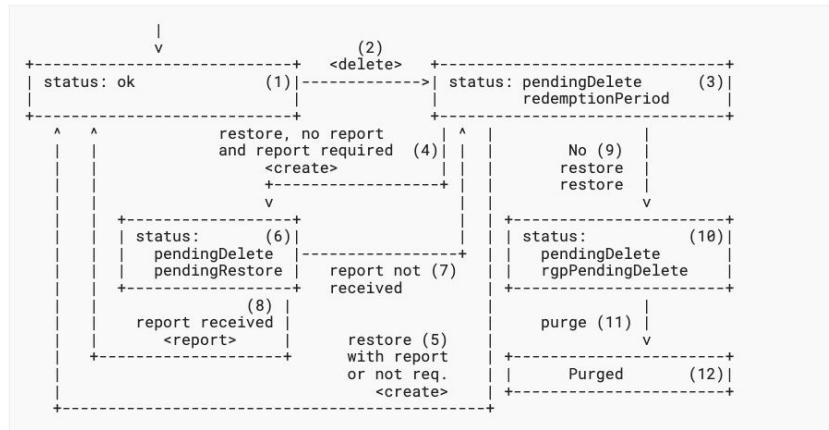 |
                v                    (2)
+-----------------------------+   <delete>   +--------------------------------+
| status: ok               (1)|------------->| status: pendingDelete       (3)|
|                             |              |         redemptionPeriod       |
+-----------------------------+              +--------------------------------+
   ^   ^             restore, no report       | ^  |                 |
   |   |             and report required  (4)| |  |           No (9)  |
   |   |                  <create>            | |  |       restore     |
   |   |                  +-------------------+ |  |       restore     |
   |   |                  v                     |  |                   v
   |   |  +-------------------+                 |  | +------------------------+
   |   |  | status:        (6)|                 |  | | status:            (10)|
   |   |  |   pendingDelete   |-----------------+  | |   pendingDelete        |
   |   |  |   pendingRestore  |   report not (7)   | |   rgpPendingDelete     |
   |   |  +-------------------+   received         | +------------------------+
   |   |               (8)  |                      |                   |
   |   |    report received |                      |       purge (11)  |
   |   |       <report>     |       restore (5)    |                   v
   |   +--------------------+       with report    | +------------------------+
   |                                or not req.    | |        Purged      (12)|
   |                                   <create>    | +------------------------+
   +-----------------------------------------------+